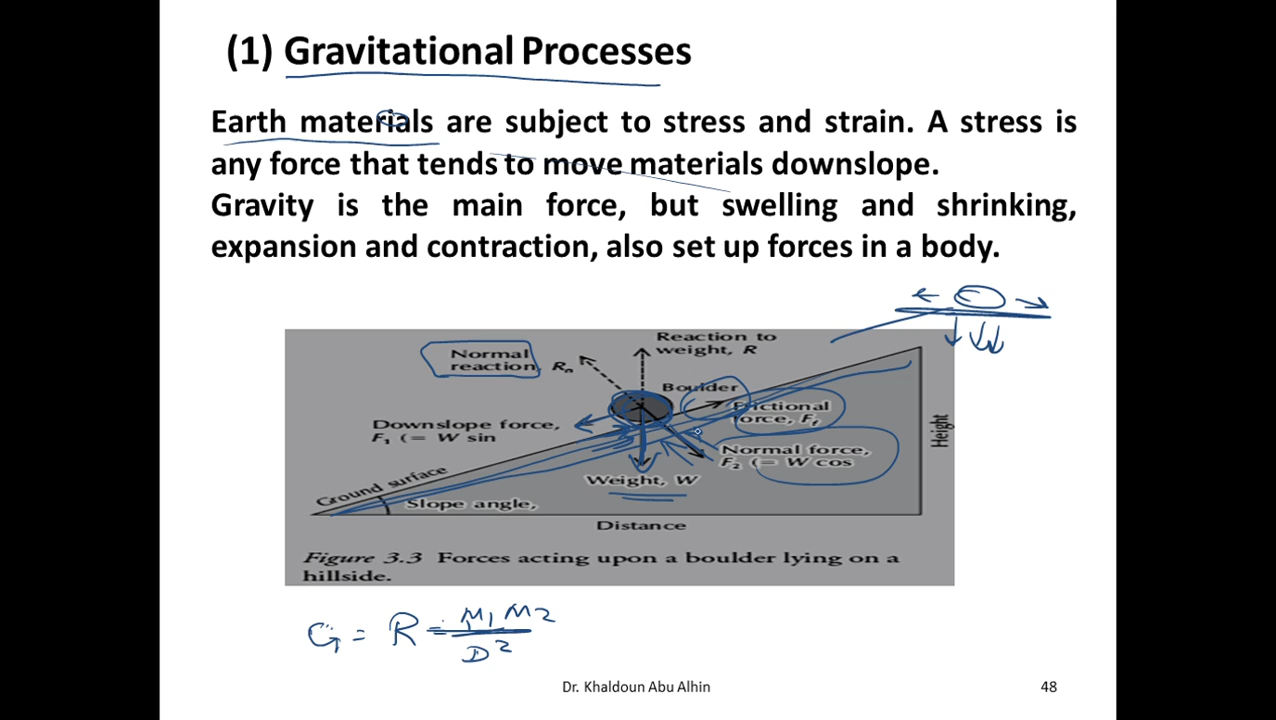 (1) Gravitational Processes
Earth materials are subject to stress and strain. A stress is
any force that tends to move materials downslope.
Gravity is the main force, but swelling and shrinking,
expansion and contraction, also set up forces in a body.
Reaction to
weight, R
Normal
reaction, Rn
Boulder
Frictional
force, Ff
Downslope force,
F1 (= W sin
Normal force,
F2 (= W cos
Weight, W
Height
Ground surface
Slope angle,
Distance
Figure 3.3 Forces acting upon a boulder lying on a
hillside.
G = R = M1 M2
D2
Dr. Khaldoun Abu Alhin
48